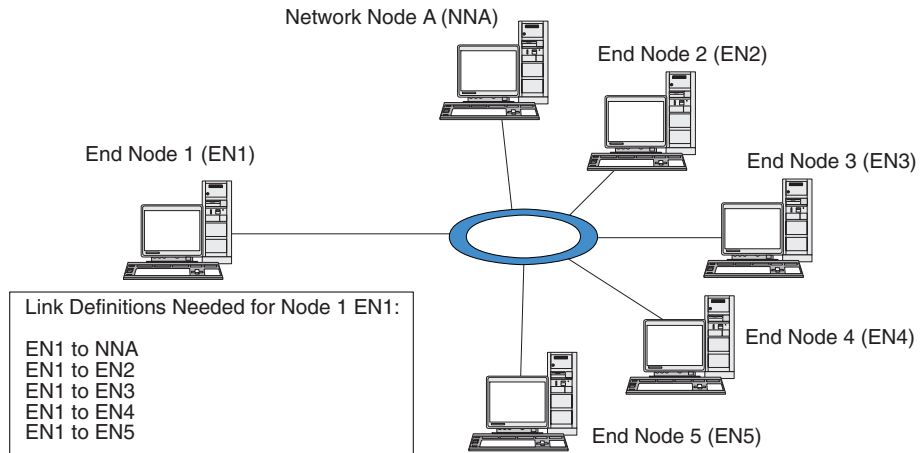 Network Node A (NNA)
End Node 2 (EN2)
End Node 1 (EN1)
End Node 3 (EN3)
Link Definitions Needed for Node 1 EN1:
EN1 to NNA
EN1 to EN2
EN1 to EN3
EN1 to EN4
EN1 to EN5
End Node 4 (EN4)
End Node 5 (EN5)